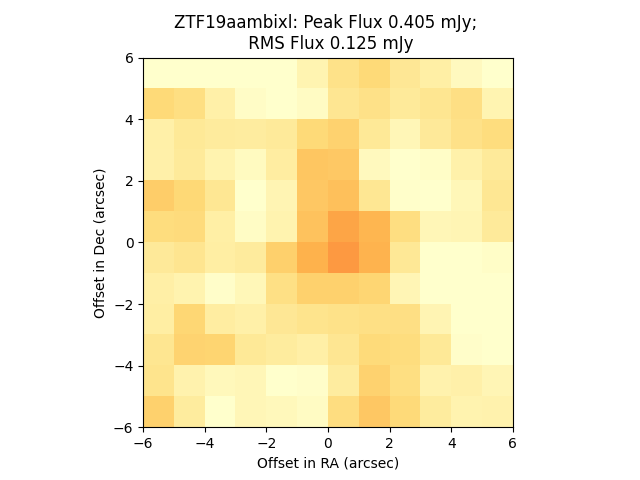 ZTF19aambixl: Peak Flux 0.405 mJy;
RMS Flux 0.125 mJy
6
4
2
0
−2
−4
−6
Offset in Dec (arcsec)
−6 −4 −2 0 2 4 6
Offset in RA (arcsec)